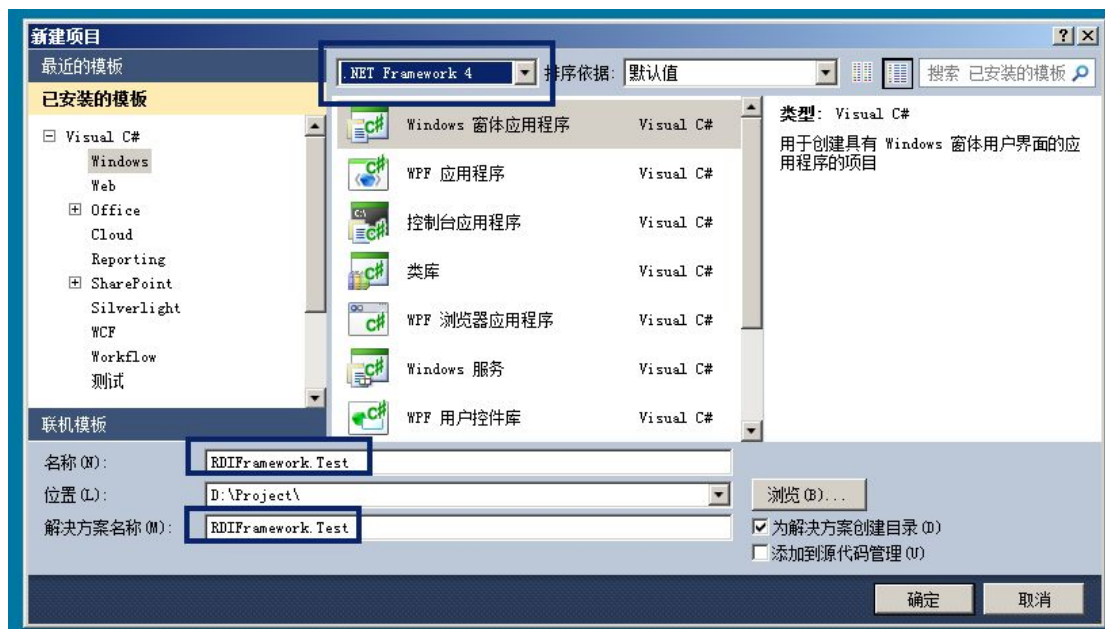 新建项目
最近的模板
.NET Framework 4
排序依据:
默认值
搜索 已安装的模板
已安装的模板
Visual C#
Windows
Web
Office
Cloud
Reporting
SharePoint
Silverlight
WCF
Workflow
测试
联机模板
Windows 窗体应用程序 Visual C#
WPF 应用程序 Visual C#
控制台应用程序 Visual C#
类库 Visual C#
WPF 浏览器应用程序 Visual C#
Windows 服务 Visual C#
WPF 用户控件库 Visual C#
类型: Visual C#
用于创建具有 Windows 窗体用户界面的应
用程序的项目
名称(N): RDIFramework.Test
位置(L): D:\Project\ 浏览(B)...
解决方案名称(M): RDIFramework.Test 为解决方案创建目录(D)
添加到源代码管理(U)
确定 取消